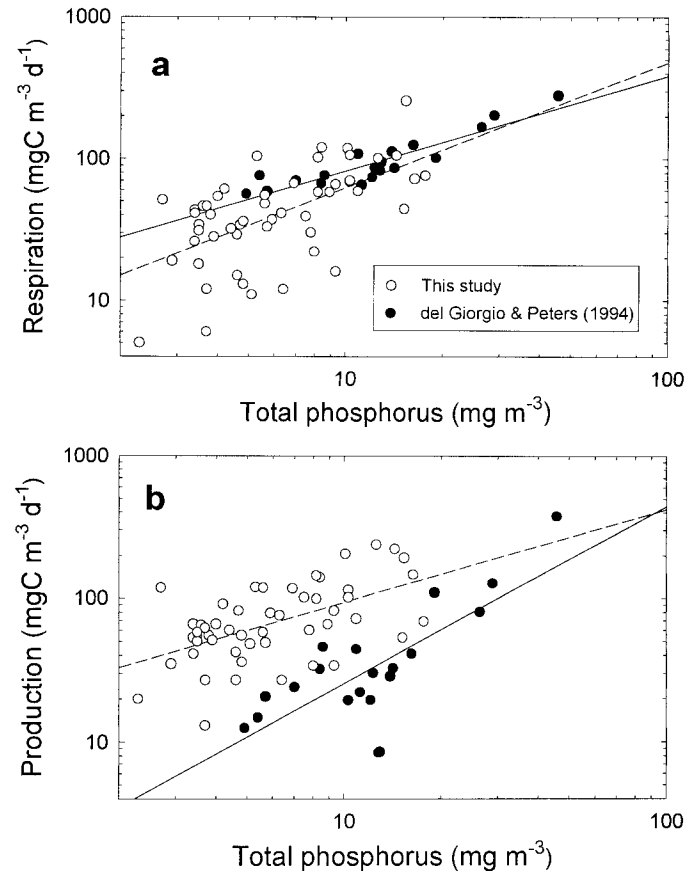 1000
a
100
10
Respiration (mgC m⁻³ d⁻¹)
This study
del Giorgio & Peters (1994)
10
100
Total phosphorus (mg m⁻³)
1000
b
100
10
Production (mgC m⁻³ d⁻¹)
10
100
Total phosphorus (mg m⁻³)